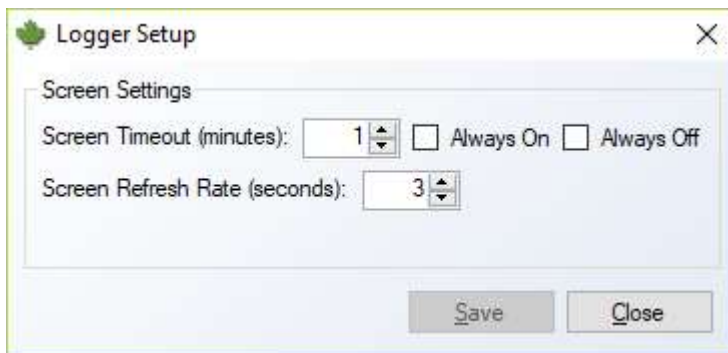 Logger Setup
Screen Settings
Screen Timeout (minutes): 1 Always On Always Off
Screen Refresh Rate (seconds): 3
Save Close